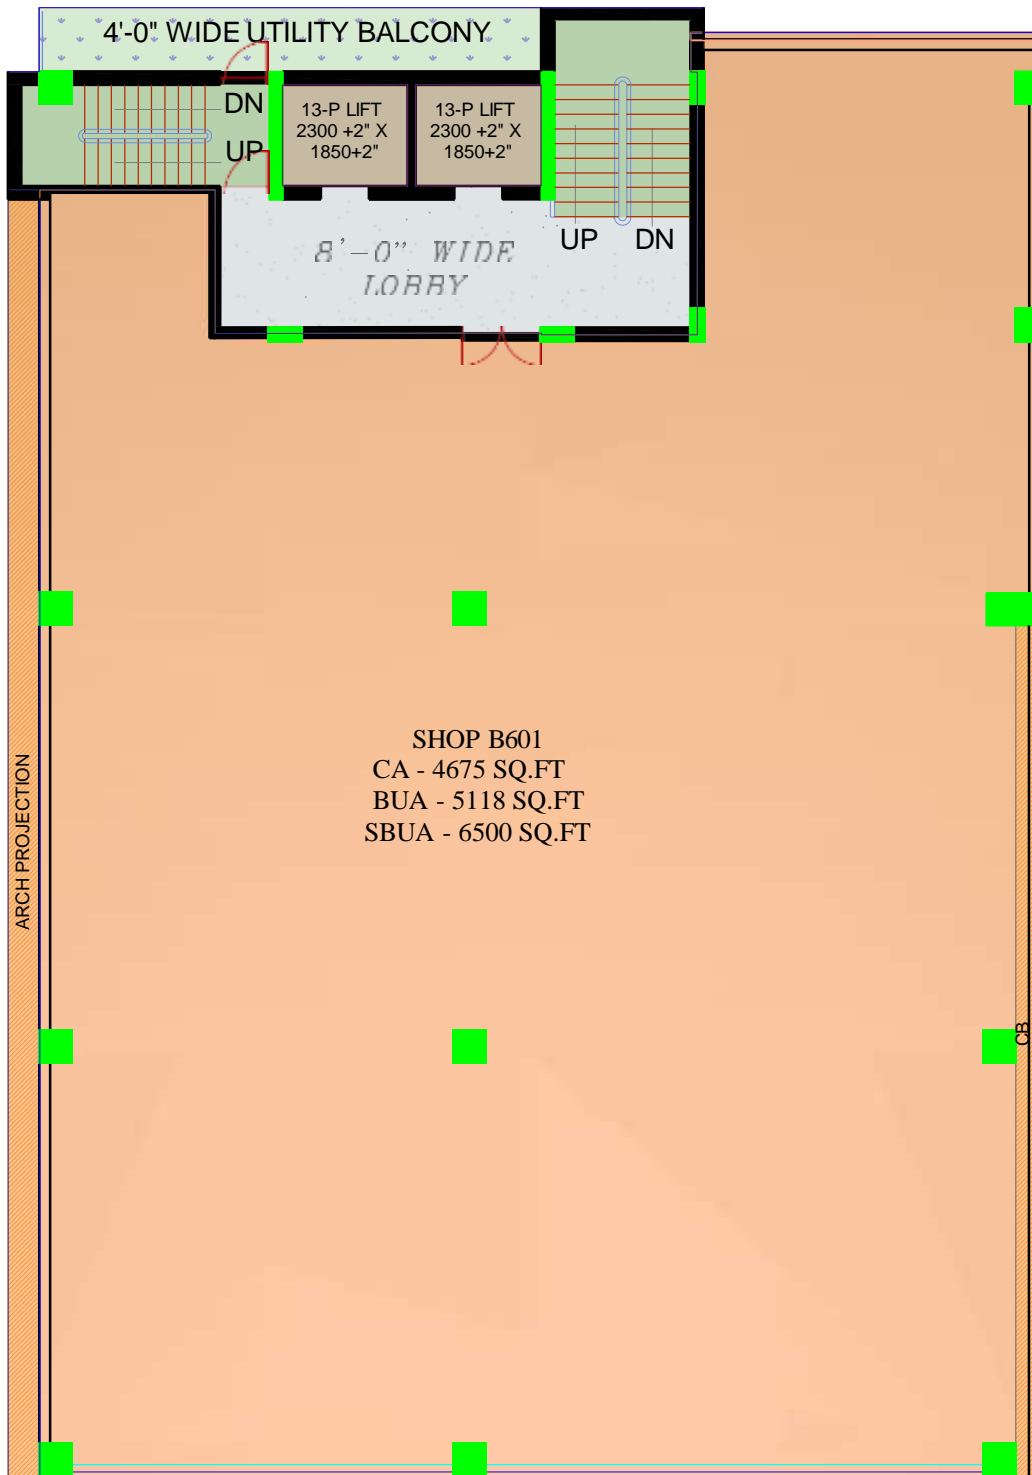 4'-0" WIDE UTILITY BALCONY
DN
UP
13-P LIFT
2300 +2" X
1850+2"
13-P LIFT
2300 +2" X
1850+2"
UP
DN
8'-0" WIDE
LOBBY
SHOP B601
CA - 4675 SQ.FT
BUA - 5118 SQ.FT
SBUA - 6500 SQ.FT
ARCH PROJECTION
CB